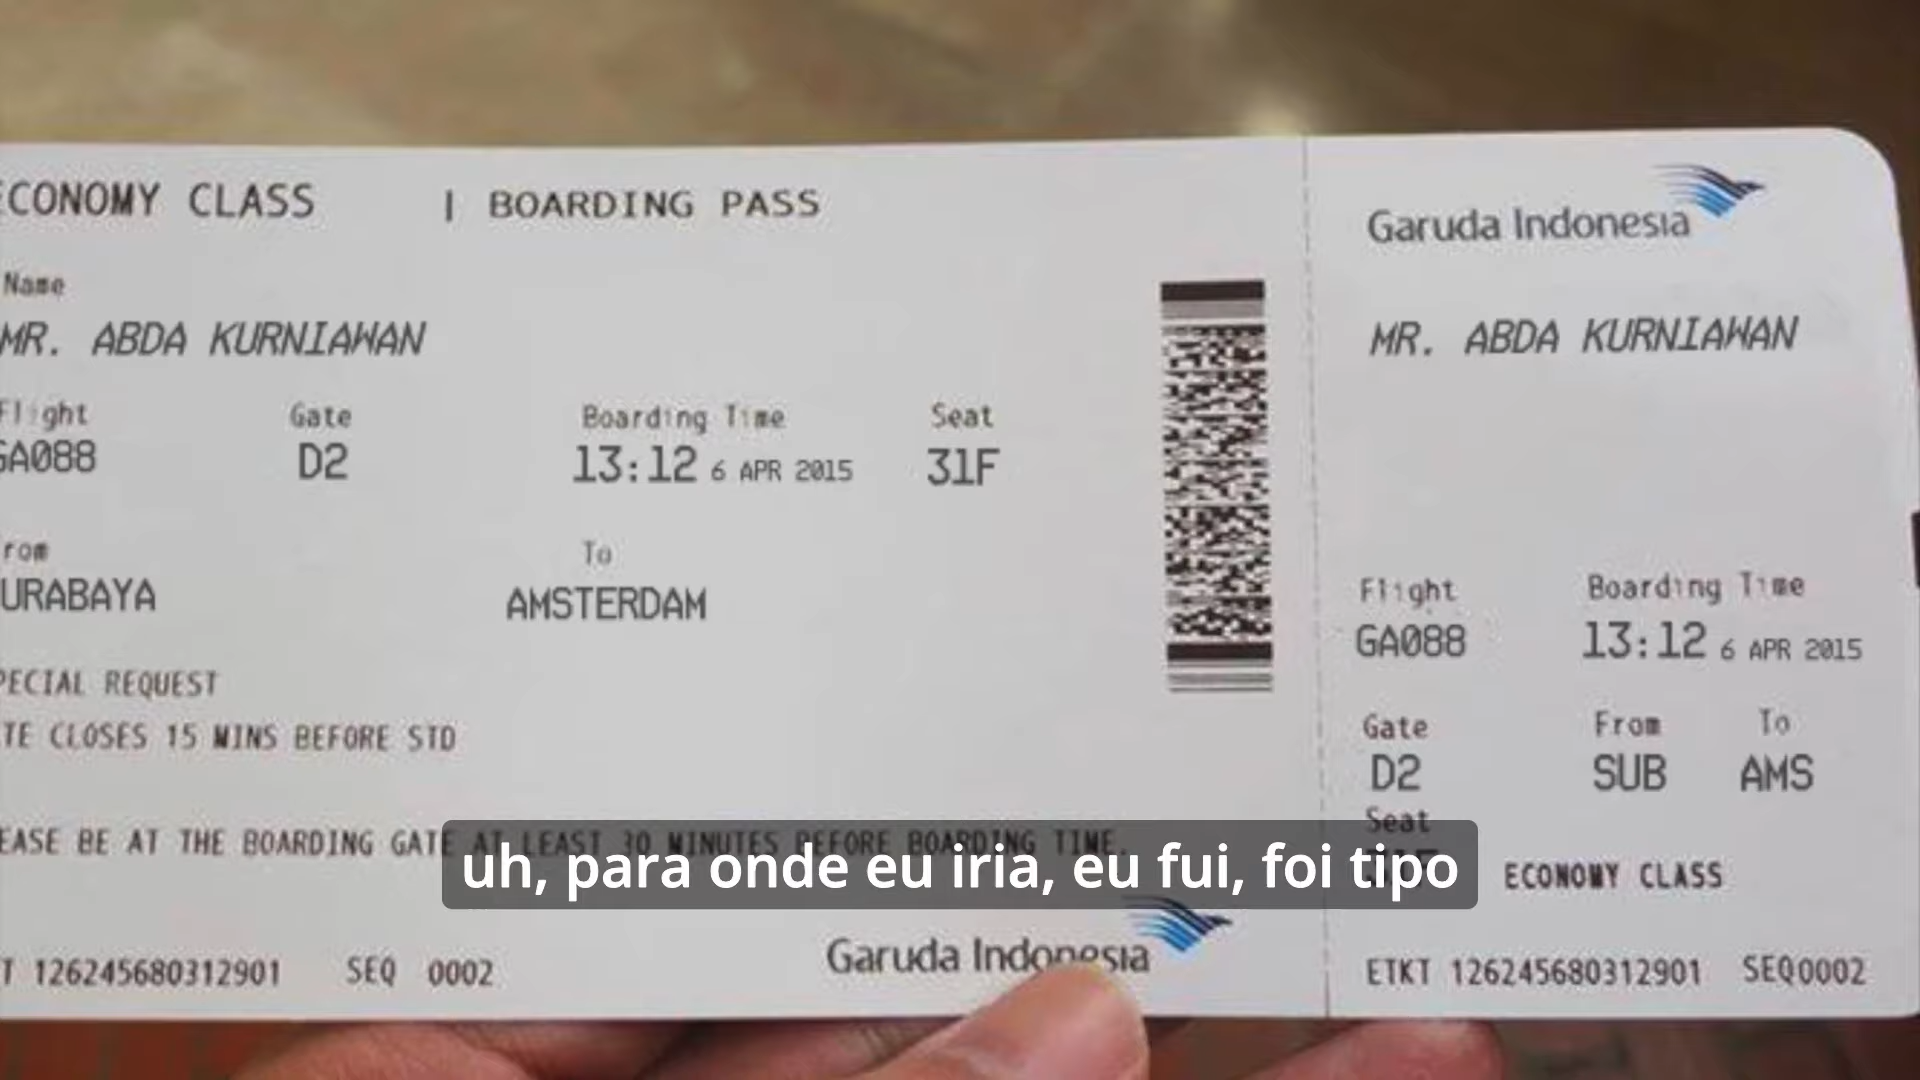 ECONOMY CLASS | BOARDING PASS
Garuda Indonesia
Name
MR. ABDA KURNIAWAN
MR. ABDA KURNIAWAN
Flight Gate Boarding Time Seat
GA088 D2 13:12 6 APR 2015 31F
From To
URABAYA AMSTERDAM
Flight Boarding Time
GA088 13:12 6 APR 2015
PECIAL REQUEST
TE CLOSES 15 MINS BEFORE STD
Gate From To
D2 SUB AMS
Seat
EASE BE AT THE BOARDING GATE AT LEAST 30 MINUTES BEFORE BOARDING TIME.
uh, para onde eu iria, eu fui, foi tipo
ECONOMY CLASS
Garuda Indonesia
T 126245680312901 SEQ 0002
ETKT 126245680312901 SEQ0002